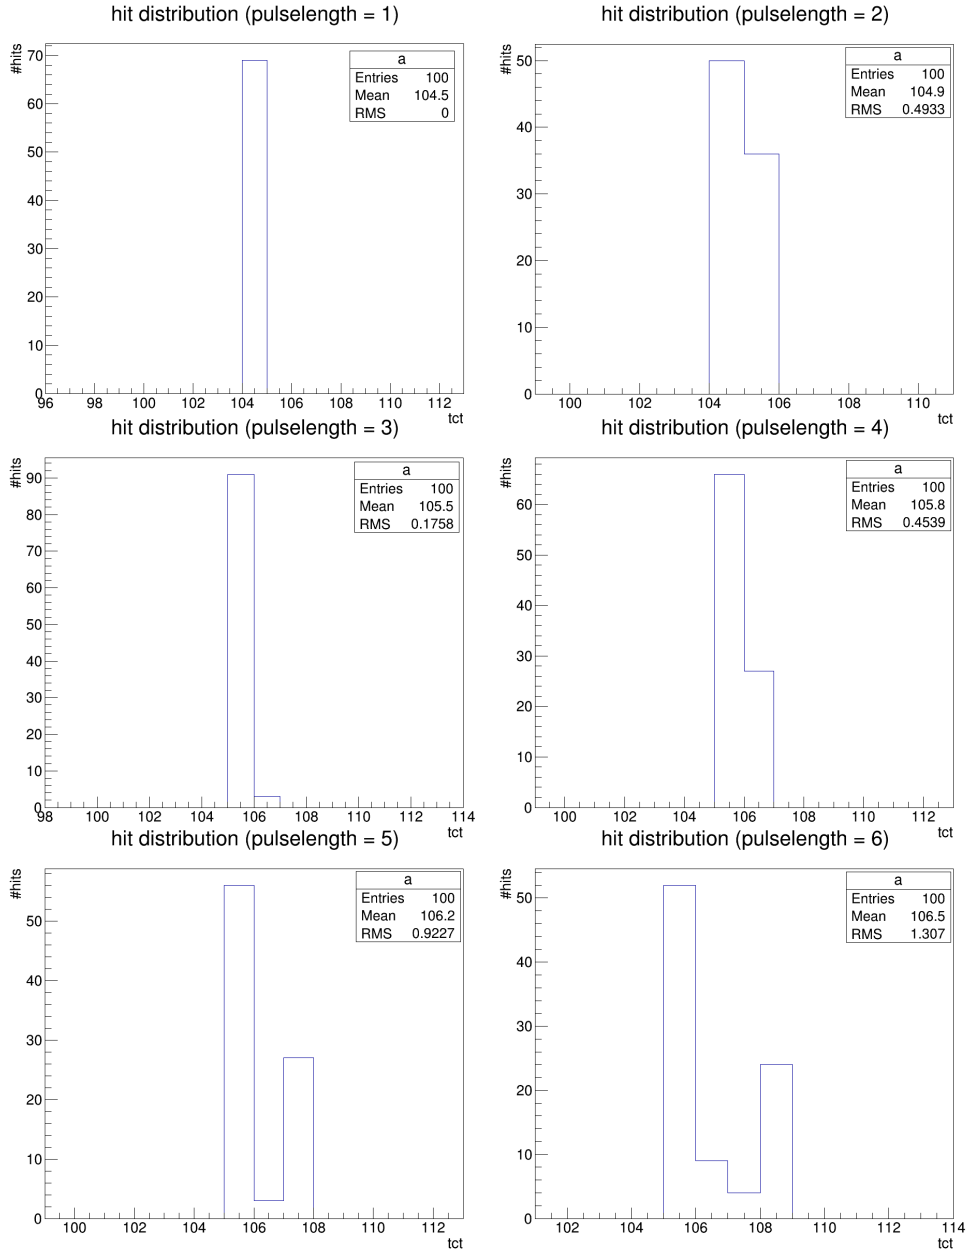 hit distribution (pulselength = 1)
#hits
70
60
50
40
30
20
10
0
96 98 100 102 104 106 108 110 112
tct
a
Entries 100
Mean 104.5
RMS 0
hit distribution (pulselength = 2)
#hits
50
40
30
20
10
0
100 102 104 106 108 110
tct
a
Entries 100
Mean 104.9
RMS 0.4933
hit distribution (pulselength = 3)
#hits
90
80
70
60
50
40
30
20
10
0
98 100 102 104 106 108 110 112 114
tct
a
Entries 100
Mean 105.5
RMS 0.1758
hit distribution (pulselength = 4)
#hits
60
50
40
30
20
10
0
100 102 104 106 108 110 112
tct
a
Entries 100
Mean 105.8
RMS 0.4539
hit distribution (pulselength = 5)
#hits
50
40
30
20
10
0
100 102 104 106 108 110 112
tct
a
Entries 100
Mean 106.2
RMS 0.9227
hit distribution (pulselength = 6)
#hits
50
40
30
20
10
0
102 104 106 108 110 112 114
tct
a
Entries 100
Mean 106.5
RMS 1.307